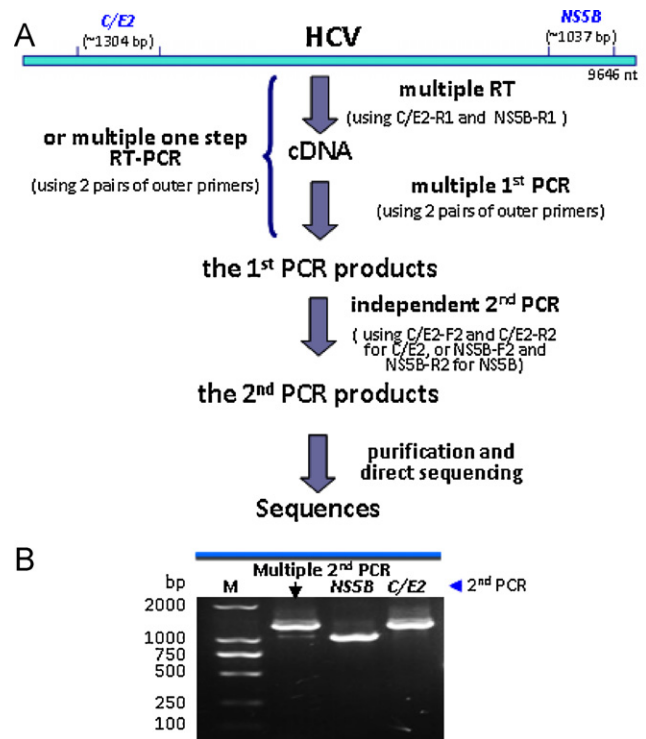 A
C/E2
(~1304 bp)
HCV
NS5B
(~1037 bp)
9646 nt
multiple RT
(using C/E2-R1 and NS5B-R1 )
or multiple one step
RT-PCR
(using 2 pairs of outer primers)
cDNA
multiple 1st PCR
(using 2 pairs of outer primers)
the 1st PCR products
independent 2nd PCR
( using C/E2-F2 and C/E2-R2
for C/E2, or NS5B-F2 and
NS5B-R2 for NS5B)
the 2nd PCR products
purification and
direct sequencing
Sequences
B
Multiple 2nd PCR
bp
M
NS5B
C/E2
2nd PCR
2000
1000
750
500
250
100